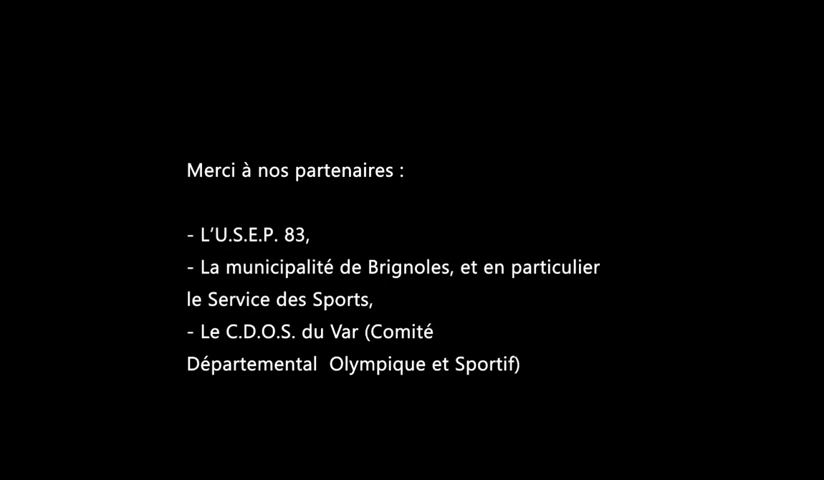 Merci à nos partenaires :
- L'U.S.E.P. 83,
- La municipalité de Brignoles, et en particulier
le Service des Sports,
- Le C.D.O.S. du Var (Comité
Départemental  Olympique et Sportif)